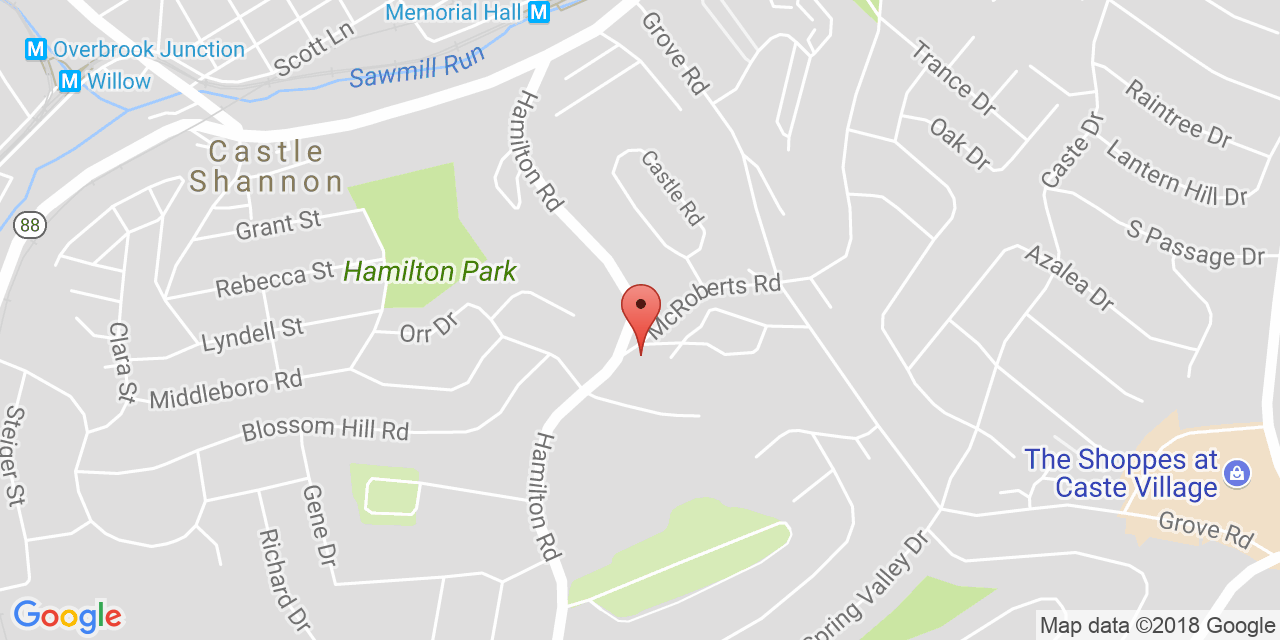 Memorial Hall M
M Overbrook Junction
M Willow
Scott Ln
Sawmill Run
Grove Rd
Trance Dr
Raintree Dr
Oak Dr
Caste Dr
Lantern Hill Dr
Castle
Shannon
Hamilton Rd
Castle Rd
88
Grant St
S Passage Dr
Rebecca St
Hamilton Park
Azalea Dr
McRoberts Rd
Lyndell St
Orr Dr
Clara St
Middleboro Rd
Blossom Hill Rd
Steiger St
Hamilton Rd
The Shoppes at
Caste Village
Gene Dr
Grove Rd
Richard Dr
Spring Valley Dr
Google
Map data ©2018 Google